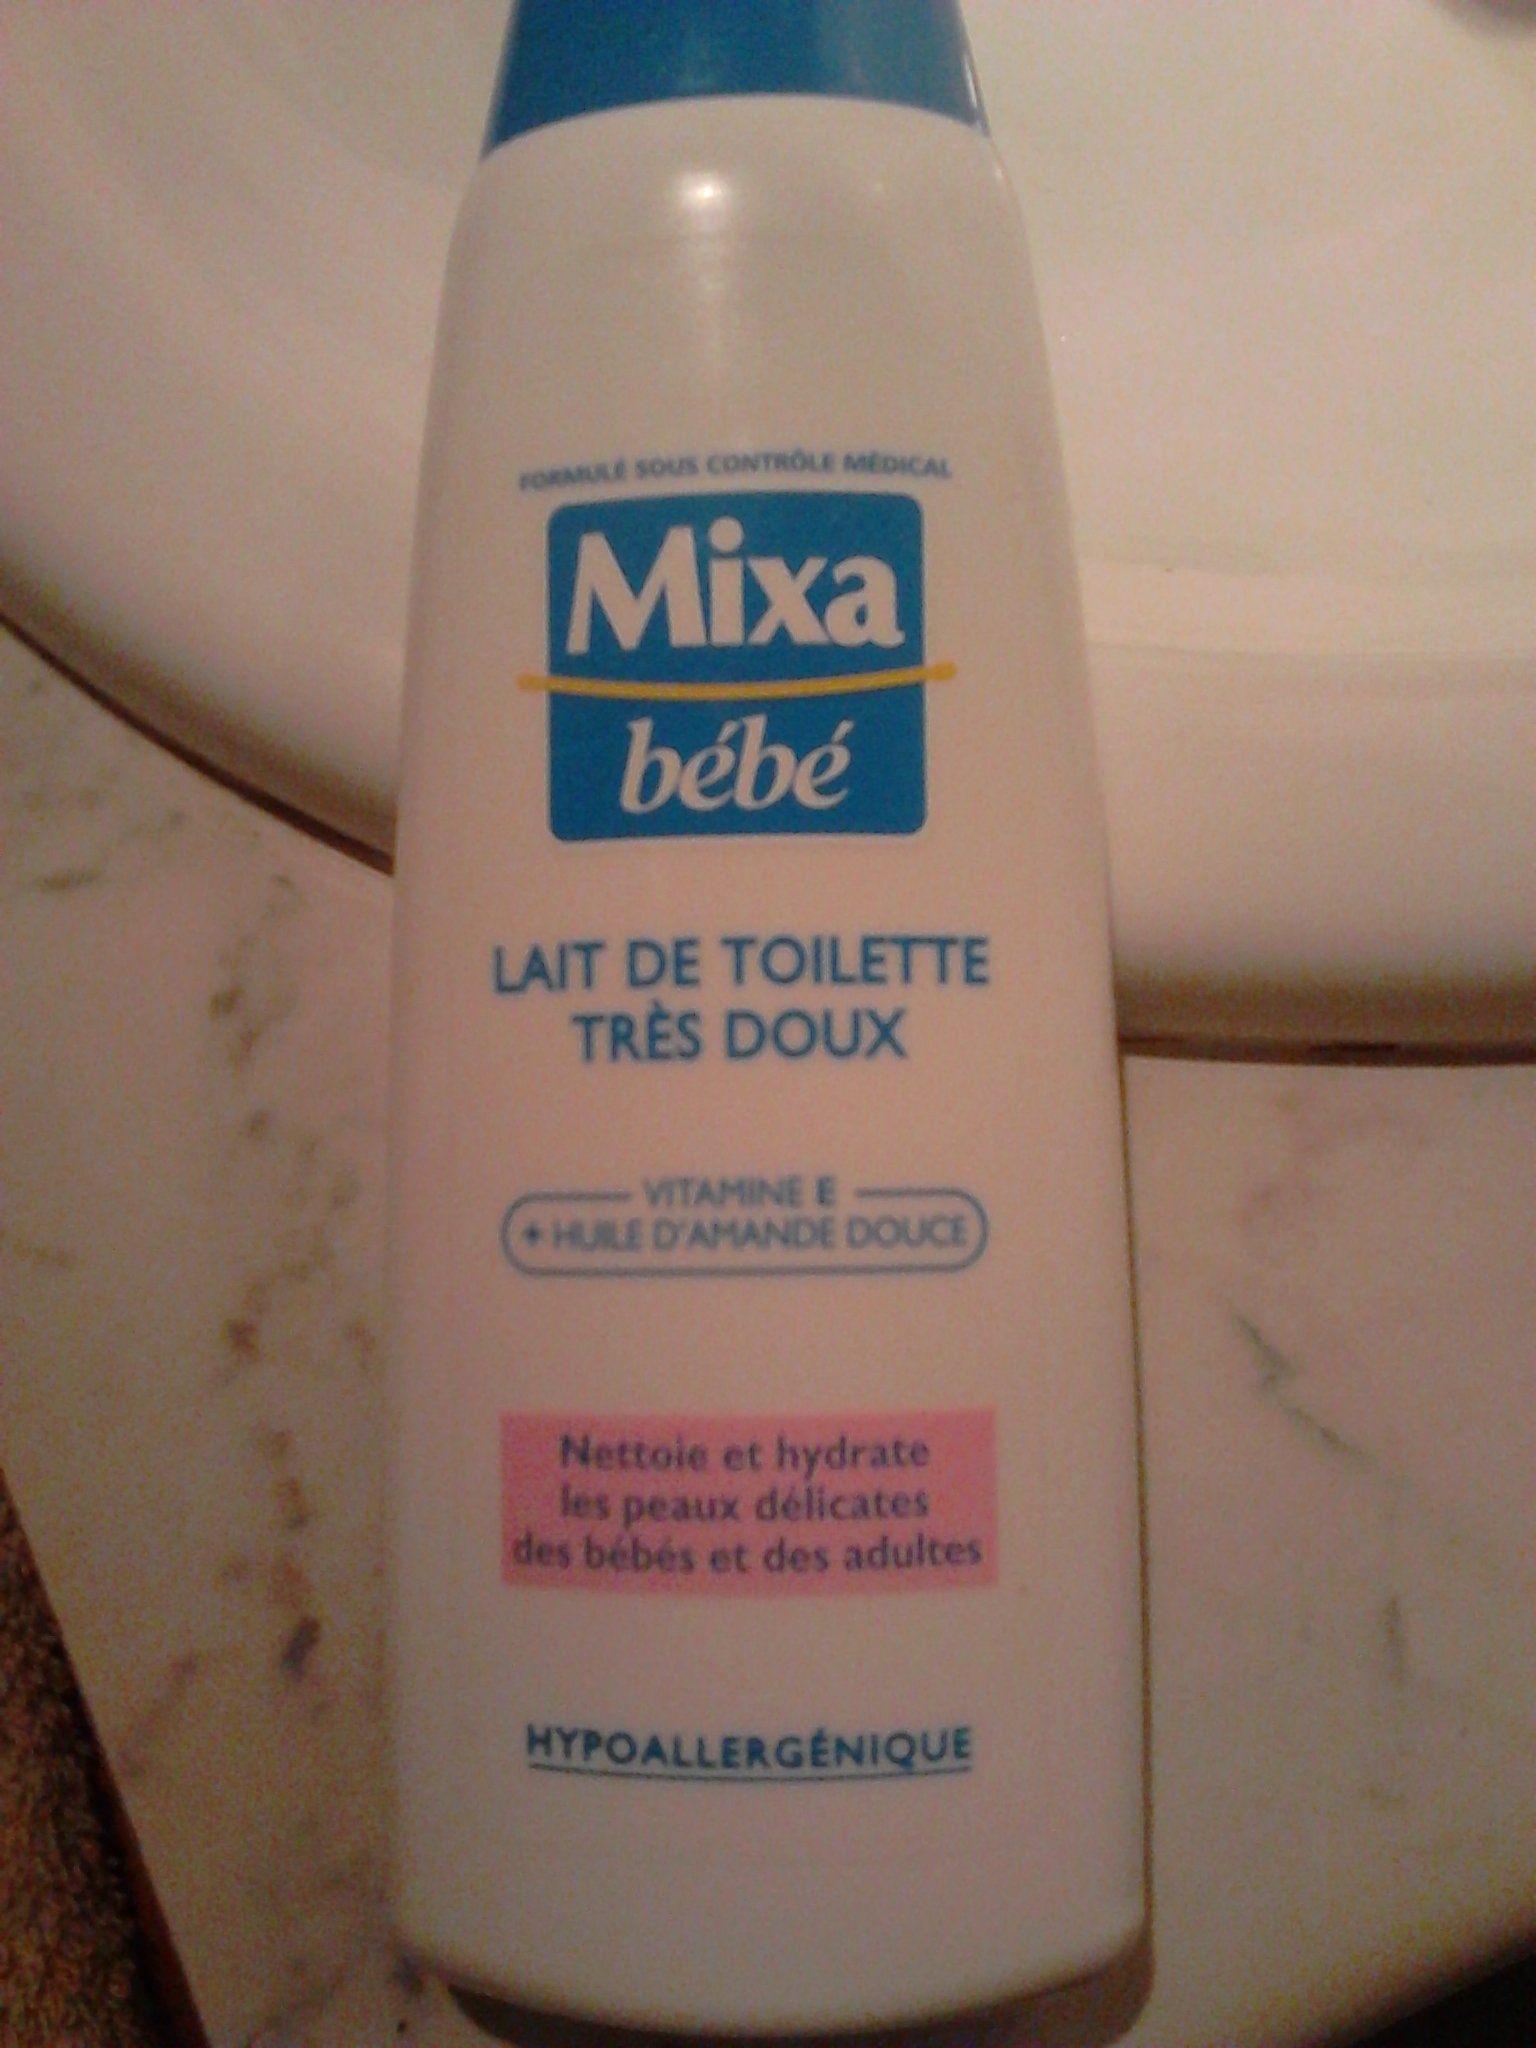 FORMULÉ SOUS CONTRÔLE MÉDICAL
Mixa
bébé
LAIT DE TOILETTE
TRÈS DOUX
VITAMINE E
+ HUILE D'AMANDE DOUCE
Nettoie et hydrate
les peaux délicates
des bébés et des adultes
HYPOALLERGÉNIQUE